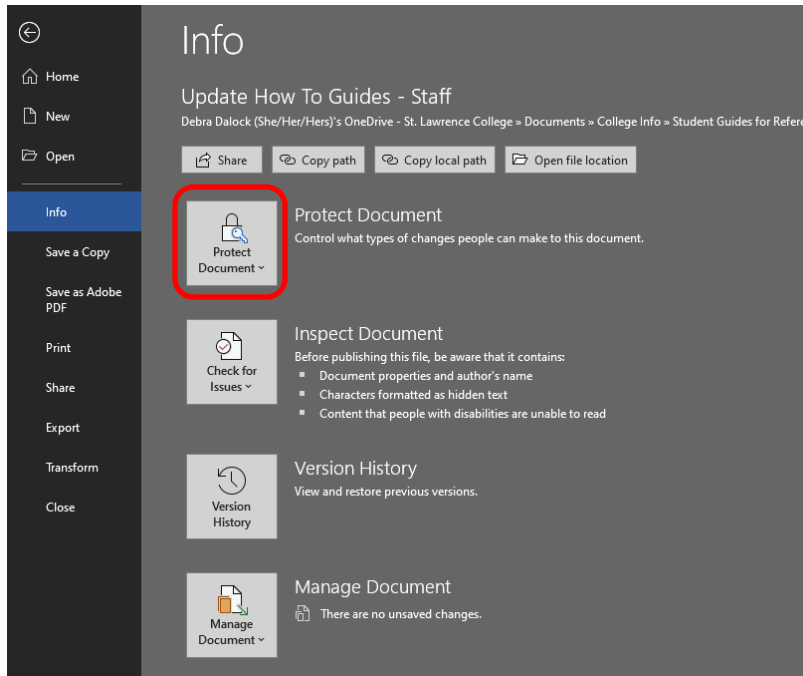 Info
Home
New
Open
Info
Save a Copy
Save as Adobe
PDF
Print
Share
Export
Transform
Close
Update How To Guides - Staff
Debra Dalock (She/Her/Hers)'s OneDrive - St. Lawrence College » Documents » College Info » Student Guides for Refere
Share
Copy path
Copy local path
Open file location
Protect
Document
Protect Document
Control what types of changes people can make to this document.
Check for
Issues
Inspect Document
Before publishing this file, be aware that it contains:
Document properties and author's name
Characters formatted as hidden text
Content that people with disabilities are unable to read
Version
History
Version History
View and restore previous versions.
Manage
Document
Manage Document
There are no unsaved changes.